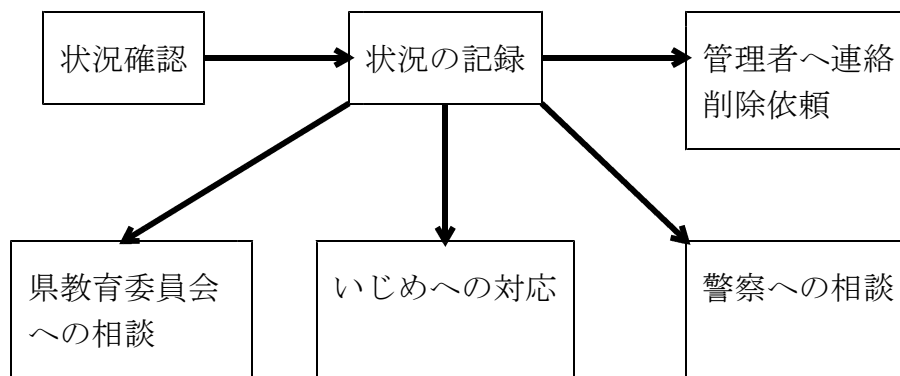 状況確認
状況の記録
管理者へ連絡
削除依頼
県教育委員会
への相談
いじめへの対応
警察への相談